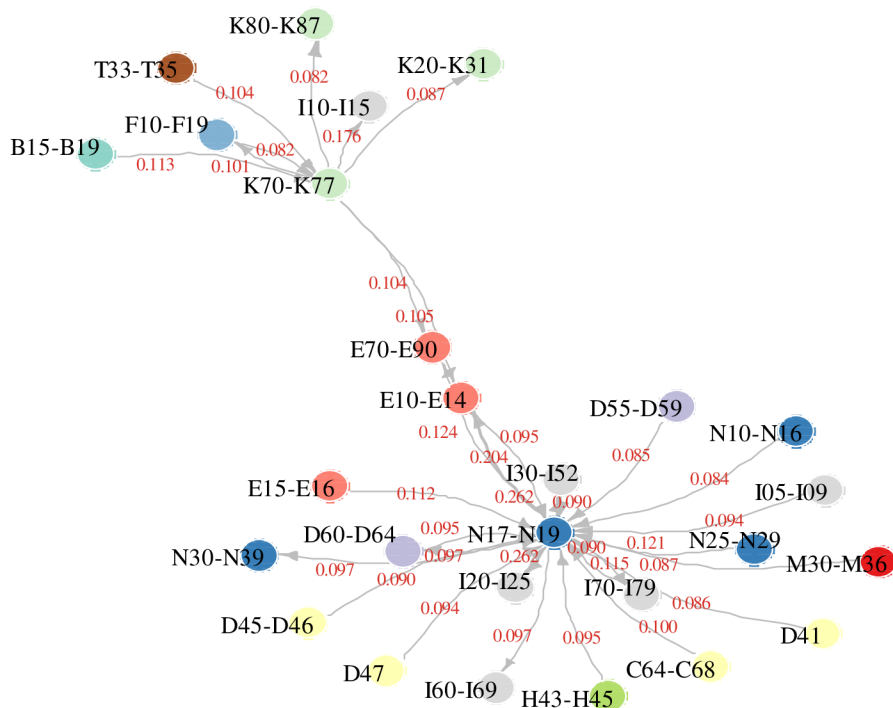 K80-K87
T33-T35
K20-K31
0.082
0.104
0.087
I10-I15
F10-F19
0.176
B15-B19
0.082
0.113
0.101
K70-K77
0.104
0.105
E70-E90
E10-E14
D55-D59
0.124
0.095
N10-N16
0.204
0.085
I30-I52
0.084
E15-E16
0.112
0.262
0.090
I05-I09
0.094
D60-D64
0.095
N17-N19
0.121
N25-N29
N30-N39
0.097
0.262
0.090
0.115
0.087
M30-M36
0.097
0.090
I20-I25
I70-I79
0.094
0.086
D45-D46
0.097
0.095
0.100
D41
D47
I60-I69
H43-H45
C64-C68